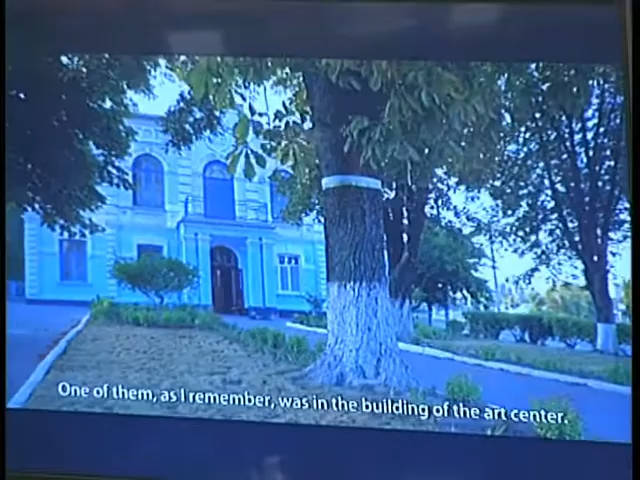 One of them, as I remember, was in the building of the art center.